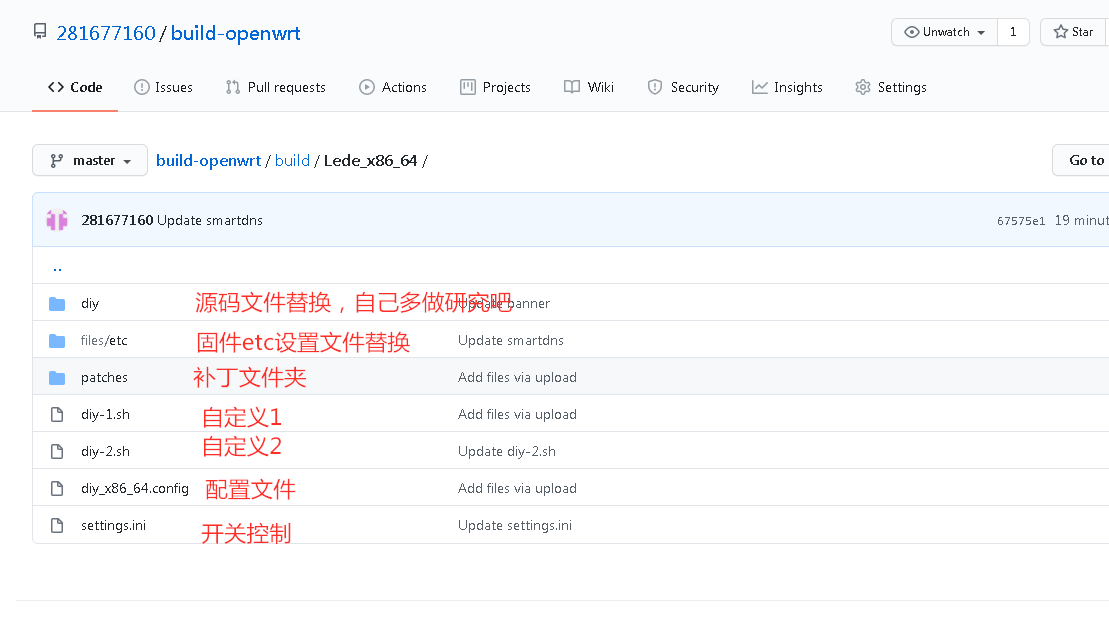 281677160 / build-openwrt
Unwatch 1 Star
Code Issues Pull requests Actions Projects Wiki Security Insights Settings
master build-openwrt / build / Lede_x86_64 / Go to
281677160 Update smartdns 67575e1 19 minut
..
diy 源码文件替换，自己多做研究吧 Update banner
files/etc 固件etc设置文件替换 Update smartdns
patches 补丁文件夹 Add files via upload
diy-1.sh 自定义1 Add files via upload
diy-2.sh 自定义2 Update diy-2.sh
diy_x86_64.config 配置文件 Add files via upload
settings.ini 开关控制 Update settings.ini